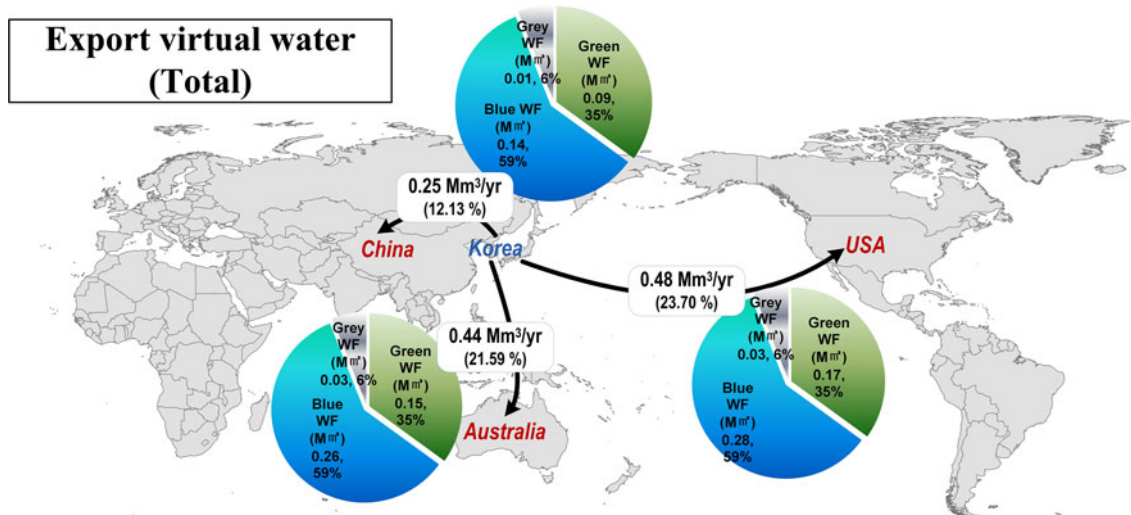 Export virtual water
(Total)
Grey
WF
(M㎥)
0.01, 6%
Green
WF
(M㎥)
0.09,
35%
Blue WF
(M㎥)
0.14,
59%
0.25 Mm³/yr
(12.13 %)
China
Korea
USA
0.48 Mm³/yr
(23.70 %)
0.44 Mm³/yr
(21.59 %)
Australia
Grey
WF
(M㎥)
0.03, 6%
Green
WF
(M㎥)
0.15,
35%
Blue
WF
(M㎥)
0.26,
59%
Grey
WF
(M㎥)
0.03, 6%
Green
WF
(M㎥)
0.17,
35%
Blue
WF
(M㎥)
0.28,
59%